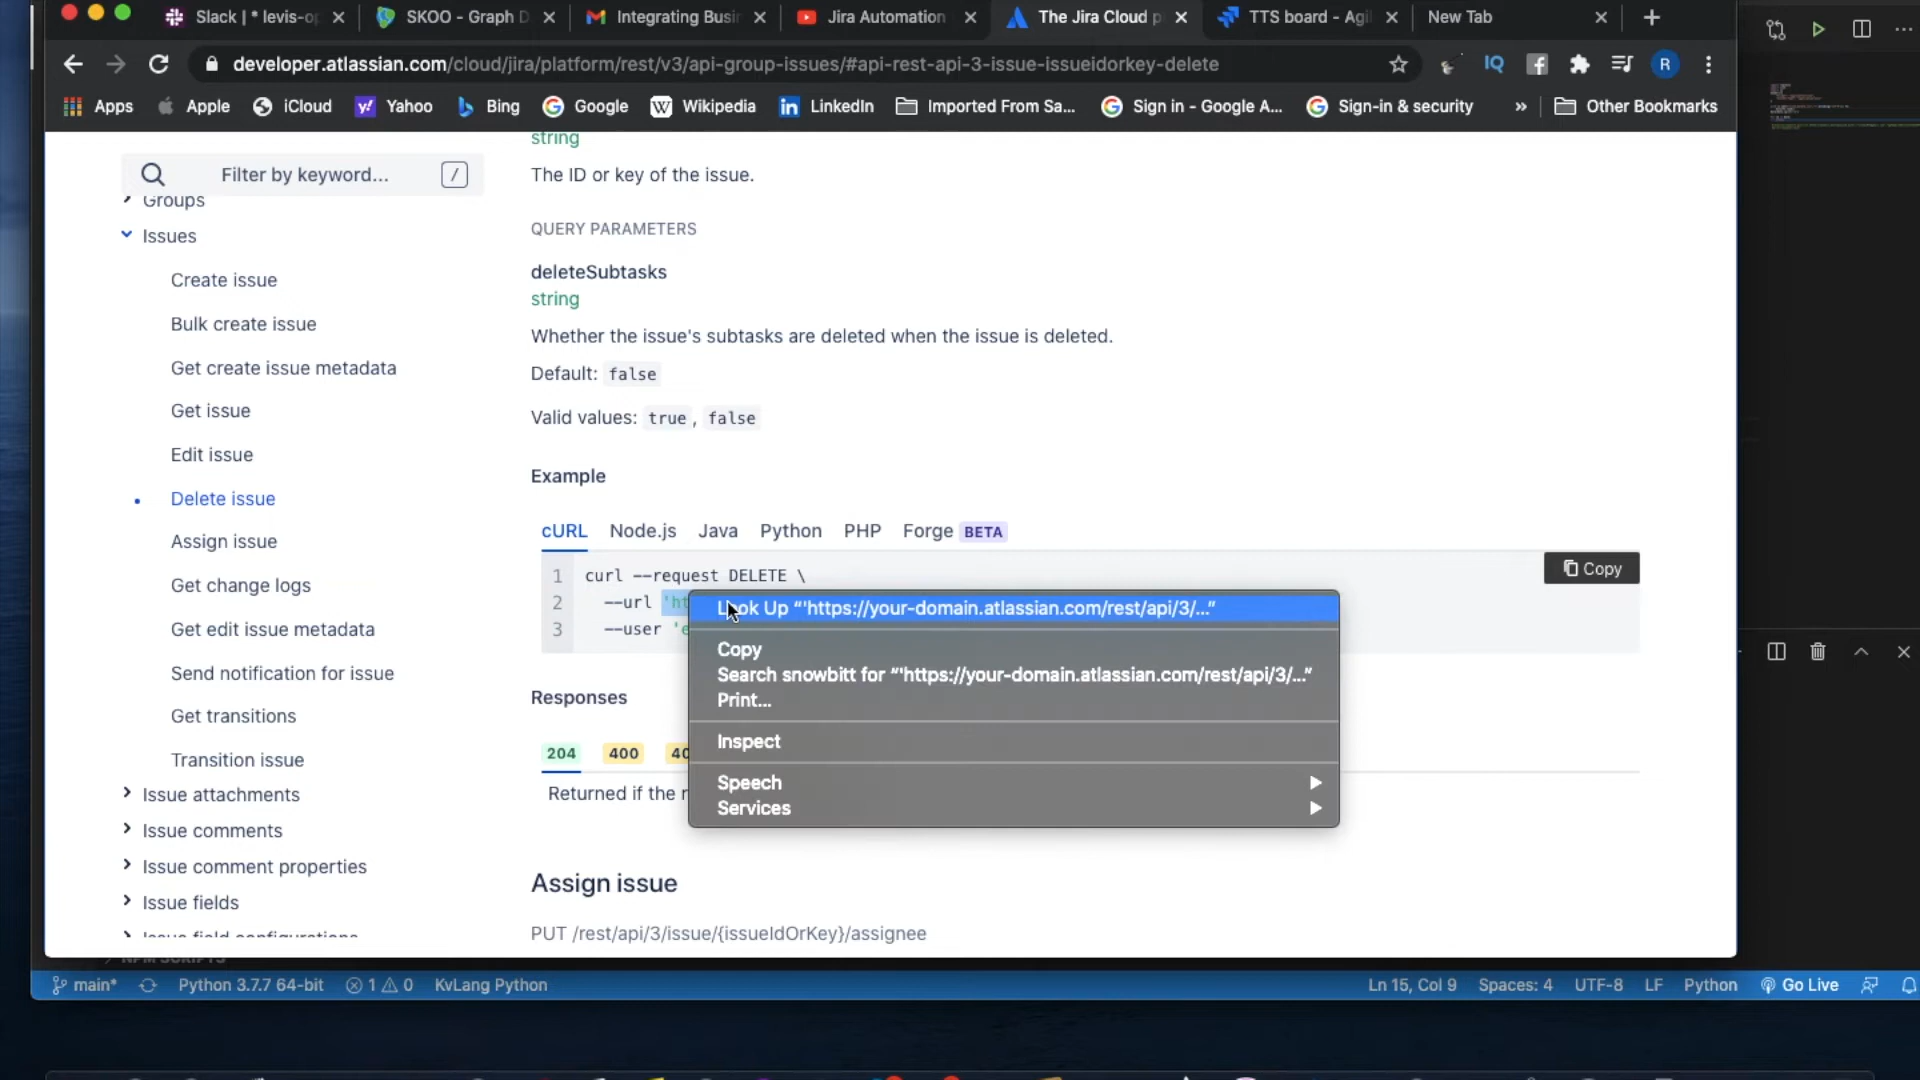 Slack | * levis-op
SKOO - Graph D
Integrating Busi
Jira Automation
The Jira Cloud p
TTS board - Agil
New Tab
developer.atlassian.com/cloud/jira/platform/rest/v3/api-group-issues/#api-rest-api-3-issue-issueidorkey-delete
IQ
R
Apps
Apple
iCloud
Yahoo
Bing
Google
Wikipedia
LinkedIn
Imported From Sa...
Sign in - Google A...
Sign-in & security
»
Other Bookmarks
Filter by keyword...
/
Groups
Issues
Create issue
Bulk create issue
Get create issue metadata
Get issue
Edit issue
Delete issue
Assign issue
Get change logs
Get edit issue metadata
Send notification for issue
Get transitions
Transition issue
Issue attachments
Issue comments
Issue comment properties
Issue fields
Issue field configurations
string
The ID or key of the issue.
QUERY PARAMETERS
deleteSubtasks
string
Whether the issue's subtasks are deleted when the issue is deleted.
Default: false
Valid values: true, false
Example
cURL Node.js Java Python PHP Forge BETA
Copy
1 curl --request DELETE \
2 --url 'ht
3 --user 'e
Look Up “'https://your-domain.atlassian.com/rest/api/3/...”
Copy
Search snowbitt for “'https://your-domain.atlassian.com/rest/api/3/...”
Print...
Inspect
Speech
Services
Responses
204 400 40
Returned if the r
Assign issue
PUT /rest/api/3/issue/{issueIdOrKey}/assignee
NPM SCRIPTS
main*
Python 3.7.7 64-bit
1
0
KvLang Python
Ln 15, Col 9
Spaces: 4
UTF-8
LF
Python
Go Live